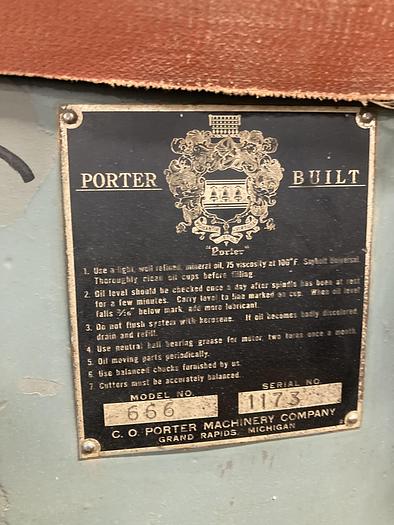 PORTER BUILT
"Porter"
1. Use a light, well refined, mineral oil, 75 viscosity at 100° F. Saybolt Universal.
Thoroughly clean oil cups before filling.
2. Oil level should be checked once a day after spindle has been at rest
for a few minutes. Carry level to line marked on cup. When oil level
falls 3/16" below mark, add more lubricant.
3. Do not flush system with kerosene. If oil becomes badly discolored,
drain and refill.
4. Use neutral ball bearing grease for motor, two turns once a month.
5. Oil moving parts periodically.
6. Use balanced chucks furnished by us.
7. Cutters must be accurately balanced.
MODEL NO. SERIAL NO.
666 1173
C. O. PORTER MACHINERY COMPANY
GRAND RAPIDS, MICHIGAN